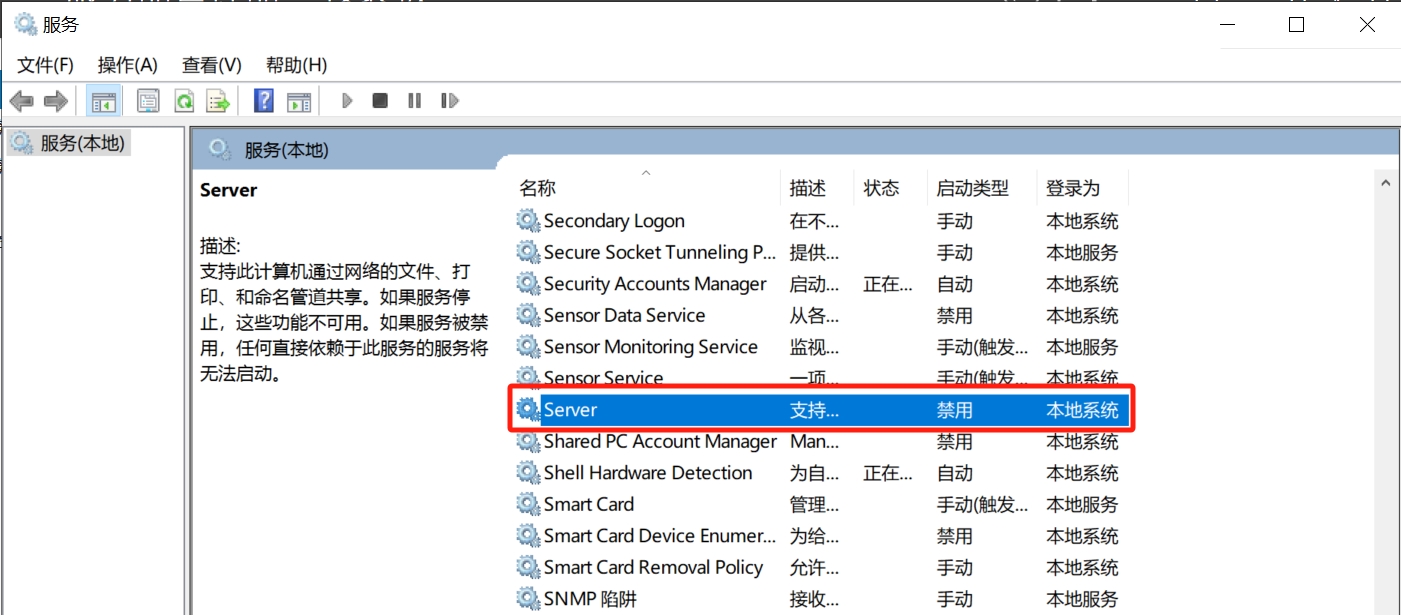 服务
文件(F) 操作(A) 查看(V) 帮助(H)
服务(本地)
服务(本地)
Server
描述:
支持此计算机通过网络的文件、打
印、和命名管道共享。如果服务停
止，这些功能不可用。如果服务被禁
用，任何直接依赖于此服务的服务将
无法启动。
名称 描述 状态 启动类型 登录为
Secondary Logon 在不... 手动 本地系统
Secure Socket Tunneling P... 提供... 手动 本地服务
Security Accounts Manager 启动... 正在... 自动 本地系统
Sensor Data Service 从各... 禁用 本地系统
Sensor Monitoring Service 监视... 手动(触发... 本地服务
Sensor Service 一项... 手动(触发... 本地系统
Server 支持... 禁用 本地系统
Shared PC Account Manager Man... 禁用 本地系统
Shell Hardware Detection 为自... 正在... 自动 本地系统
Smart Card 管理... 手动(触发... 本地服务
Smart Card Device Enumer... 为给... 禁用 本地系统
Smart Card Removal Policy 允许... 手动 本地系统
SNMP 陷阱 接收... 手动 本地服务